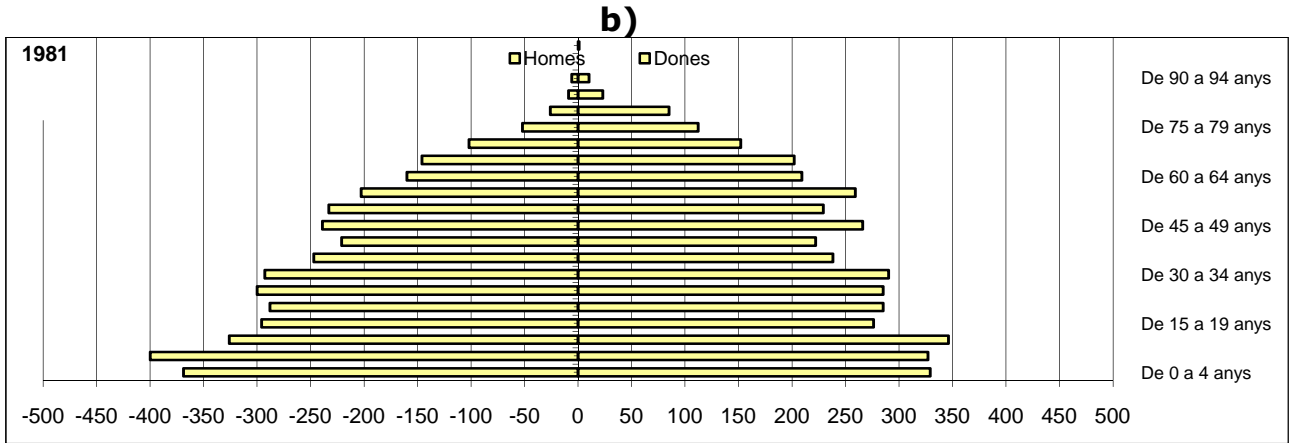 b)
1981
Homes Dones
De 90 a 94 anys
De 75 a 79 anys
De 60 a 64 anys
De 45 a 49 anys
De 30 a 34 anys
De 15 a 19 anys
De 0 a 4 anys
-500 -450 -400 -350 -300 -250 -200 -150 -100 -50 0 50 100 150 200 250 300 350 400 450 500